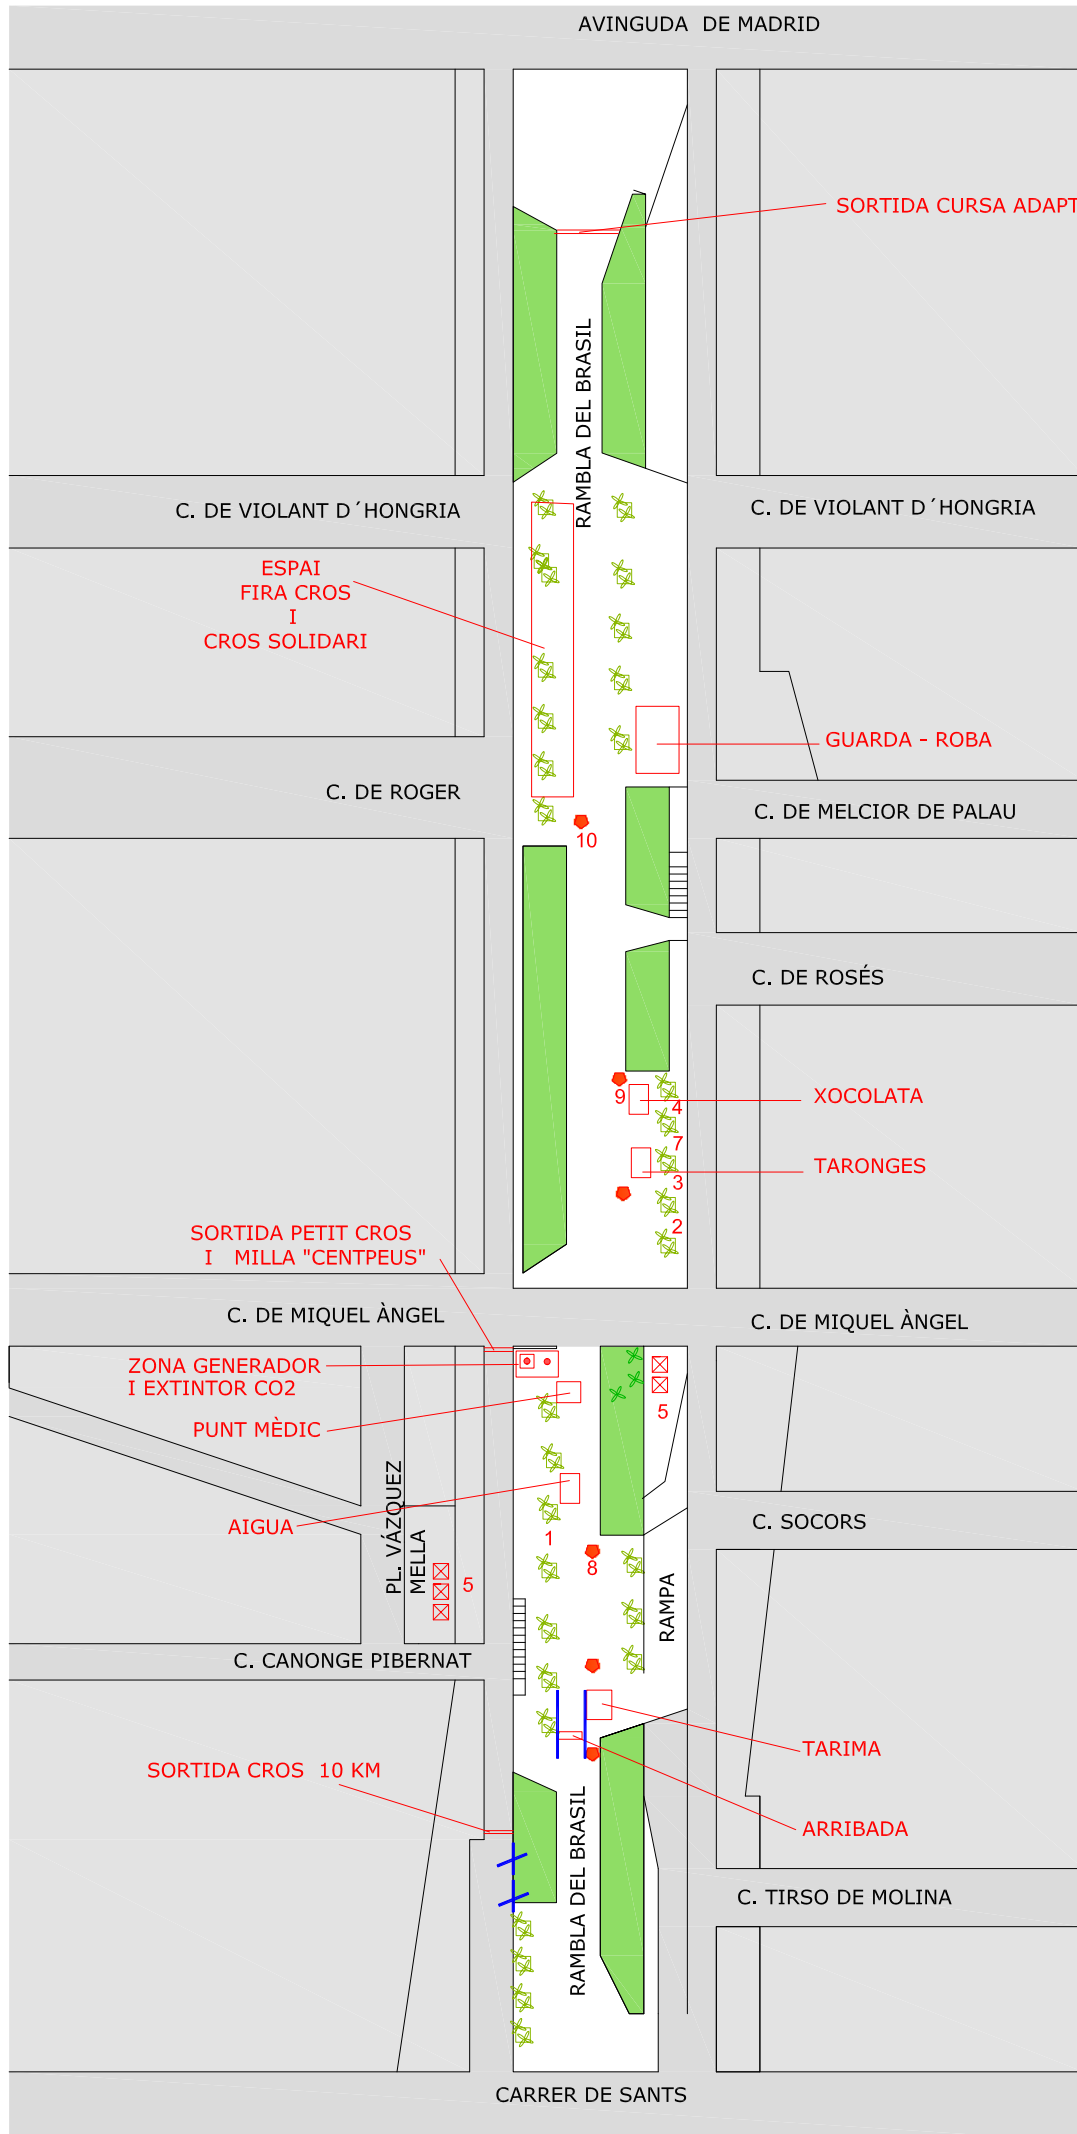 AVINGUDA DE MADRID
SORTIDA CURSA ADAPT
RAMBLA DEL BRASIL
C. DE VIOLANT D´HONGRIA
C. DE VIOLANT D´HONGRIA
ESPAI
FIRA CROS
I
CROS SOLIDARI
GUARDA - ROBA
C. DE ROGER
C. DE MELCIOR DE PALAU
10
C. DE ROSÉS
9
4
XOCOLATA
7
TARONGES
3
2
SORTIDA PETIT CROS
I MILLA "CENTPEUS"
C. DE MIQUEL ÀNGEL
C. DE MIQUEL ÀNGEL
ZONA GENERADOR
I EXTINTOR CO2
5
PUNT MÈDIC
AIGUA
C. SOCORS
1
8
PL. VÁZQUEZ
MELLA
5
RAMPA
C. CANONGE PIBERNAT
TARIMA
SORTIDA CROS 10 KM
ARRIBADA
RAMBLA DEL BRASIL
C. TIRSO DE MOLINA
CARRER DE SANTS